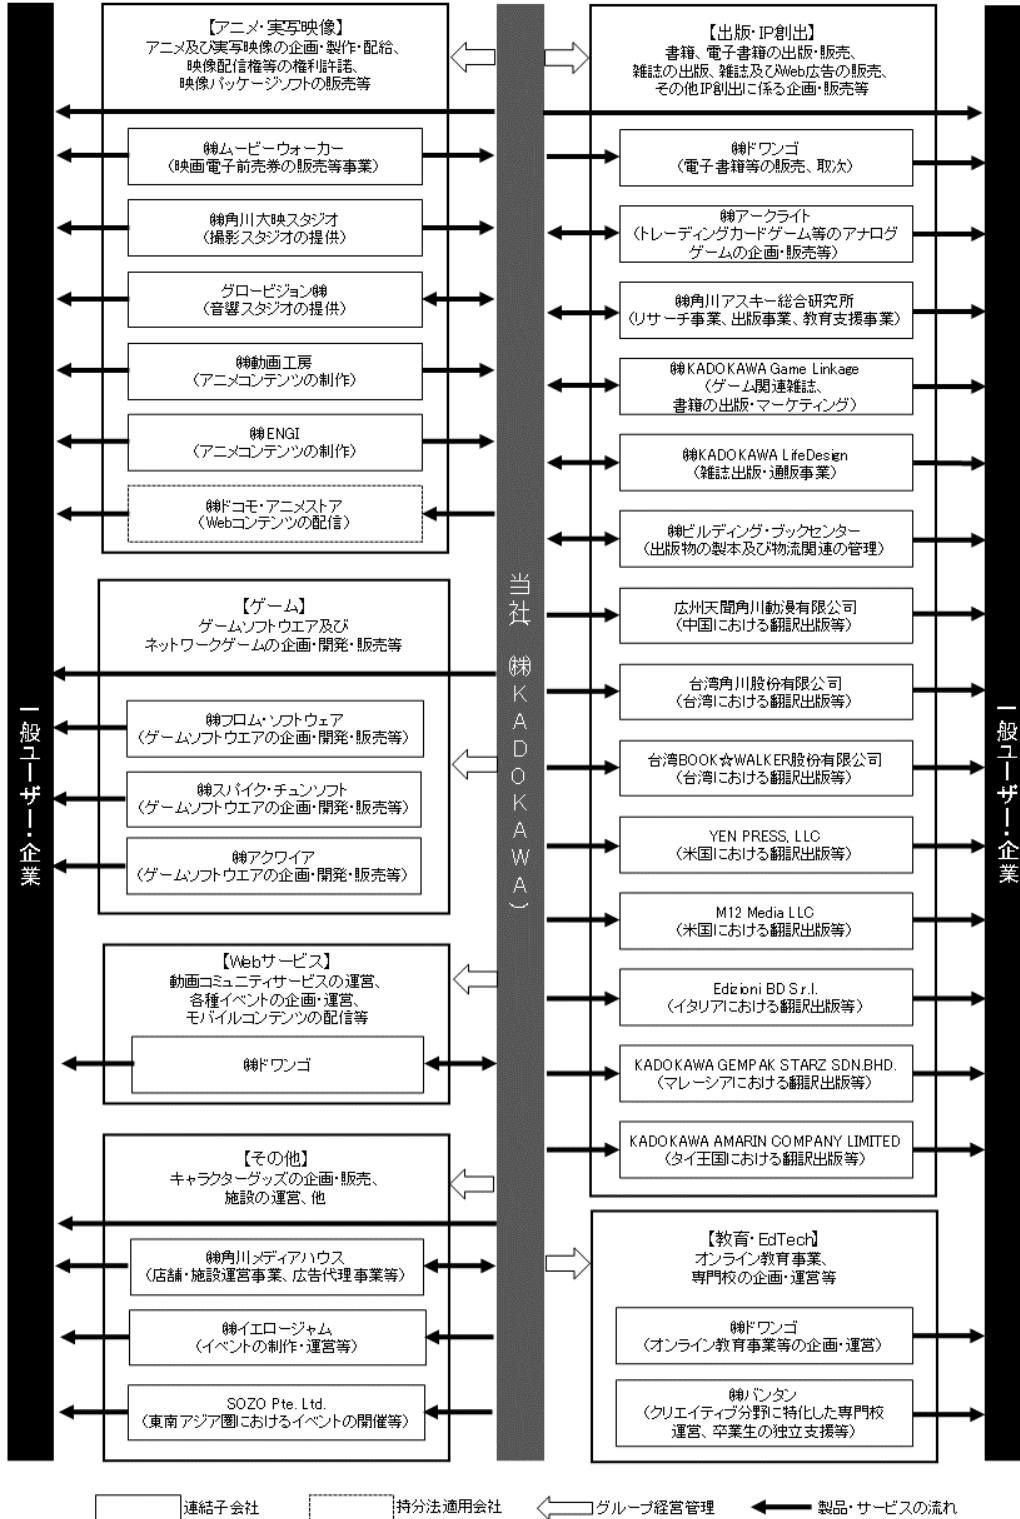 【アニメ・実写映像】
アニメ及び実写映像の企画・製作・配給、
映像配信権等の権利許諾、
映像パッケージソフトの販売等
㈱ムービーウォーカー
(映画電子前売券の販売等事業)
㈱角川大映スタジオ
(撮影スタジオの提供)
グロービジョン㈱
(音響スタジオの提供)
㈱動画工房
(アニメコンテンツの制作)
㈱ENGI
(アニメコンテンツの制作)
㈱ドコモ・アニメストア
(Webコンテンツの配信)
【ゲーム】
ゲームソフトウエア及び
ネットワークゲームの企画・開発・販売等
㈱フロム・ソフトウェア
(ゲームソフトウエアの企画・開発・販売等)
㈱スパイク・チュンソフト
(ゲームソフトウエアの企画・開発・販売等)
㈱アクワイア
(ゲームソフトウエアの企画・開発・販売等)
【Webサービス】
動画コミュニティサービスの運営、
各種イベントの企画・運営、
モバイルコンテンツの配信等
㈱ドワンゴ
【その他】
キャラクターグッズの企画・販売、
施設の運営、他
㈱角川メディアハウス
(店舗・施設運営事業、広告代理事業等)
㈱イエロージャム
(イベントの制作・運営等)
SOZO Pte. Ltd.
(東南アジア圏におけるイベントの開催等)
一般ユーザー・企業
当社 (㈱KADOKAWA)
【出版・IP創出】
書籍、電子書籍の出版・販売、
雑誌の出版、雑誌及びWeb広告の販売、
その他IP創出に係る企画・販売等
㈱ドワンゴ
(電子書籍等の販売、取次)
㈱アークライト
(トレーディングカードゲーム等のアナログ
ゲームの企画・販売等)
㈱角川アスキー総合研究所
(リサーチ事業、出版事業、教育支援事業)
㈱KADOKAWA Game Linkage
(ゲーム関連雑誌、
書籍の出版・マーケティング)
㈱KADOKAWA LifeDesign
(雑誌出版・通販事業)
㈱ビルディング・ブックセンター
(出版物の製本及び物流関連の管理)
広州天聞角川動漫有限公司
(中国における翻訳出版等)
台湾角川股份有限公司
(台湾における翻訳出版等)
台湾BOOK☆WALKER股份有限公司
(台湾における翻訳出版等)
YEN PRESS, LLC
(米国における翻訳出版等)
M12 Media LLC
(米国における翻訳出版等)
Edizioni BD S.r.l.
(イタリアにおける翻訳出版等)
KADOKAWA GEMPAK STARZ SDN.BHD.
(マレーシアにおける翻訳出版等)
KADOKAWA AMARIN COMPANY LIMITED
(タイ王国における翻訳出版等)
【教育・EdTech】
オンライン教育事業、
専門校の企画・運営等
㈱ドワンゴ
(オンライン教育事業等の企画・運営)
㈱バンタン
(クリエイティブ分野に特化した専門校
運営、卒業生の独立支援等)
一般ユーザー・企業
連結子会社
持分法適用会社
グループ経営管理
製品・サービスの流れ